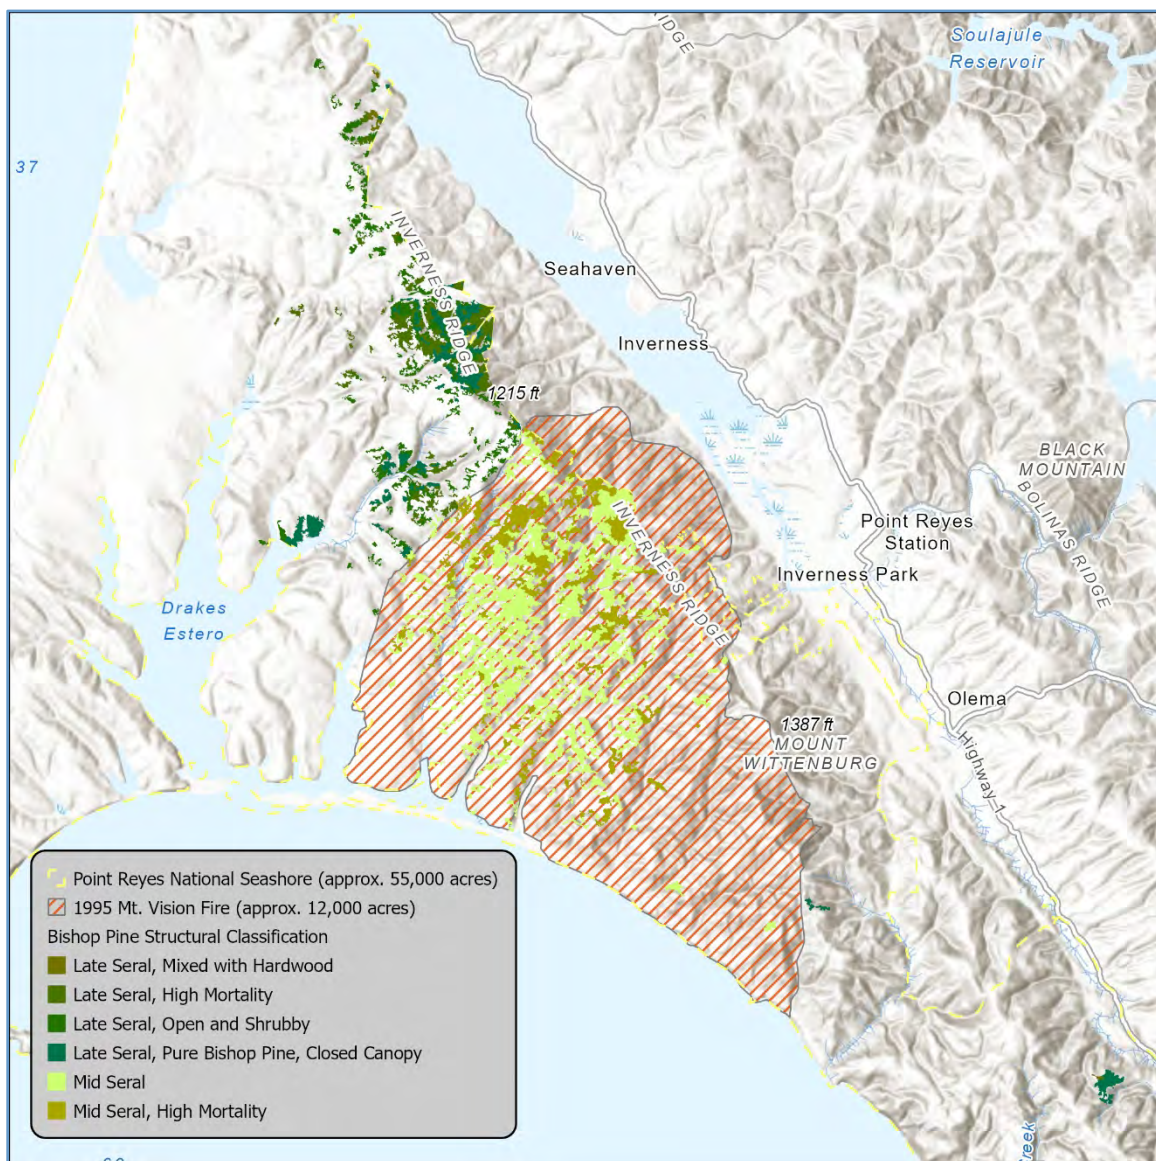 RIDGE
Soulajule
Reservoir
37
INVERNESS RIDGE
Seahaven
Inverness
1215 ft
BLACK
MOUNTAIN
BOLINAS RIDGE
Point Reyes
Station
INVERNESS RIDGE
Inverness Park
Drakes
Estero
Olema
1387 ft
MOUNT
WITTENBURG
Highway 1
Point Reyes National Seashore (approx. 55,000 acres)
1995 Mt. Vision Fire (approx. 12,000 acres)
Bishop Pine Structural Classification
Late Seral, Mixed with Hardwood
Late Seral, High Mortality
Late Seral, Open and Shrubby
Late Seral, Pure Bishop Pine, Closed Canopy
Mid Seral
Mid Seral, High Mortality
Creek